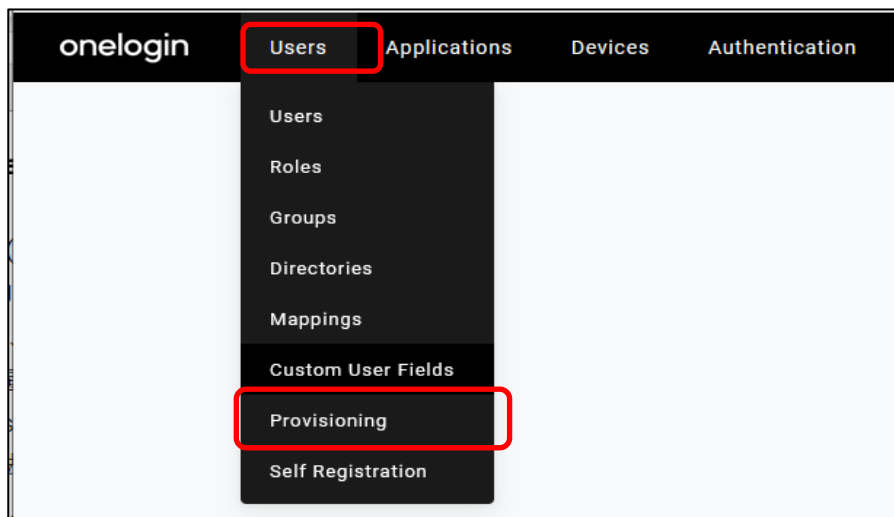 onelogin Users Applications Devices Authentication
Users
Roles
Groups
Directories
Mappings
Custom User Fields
Provisioning
Self Registration